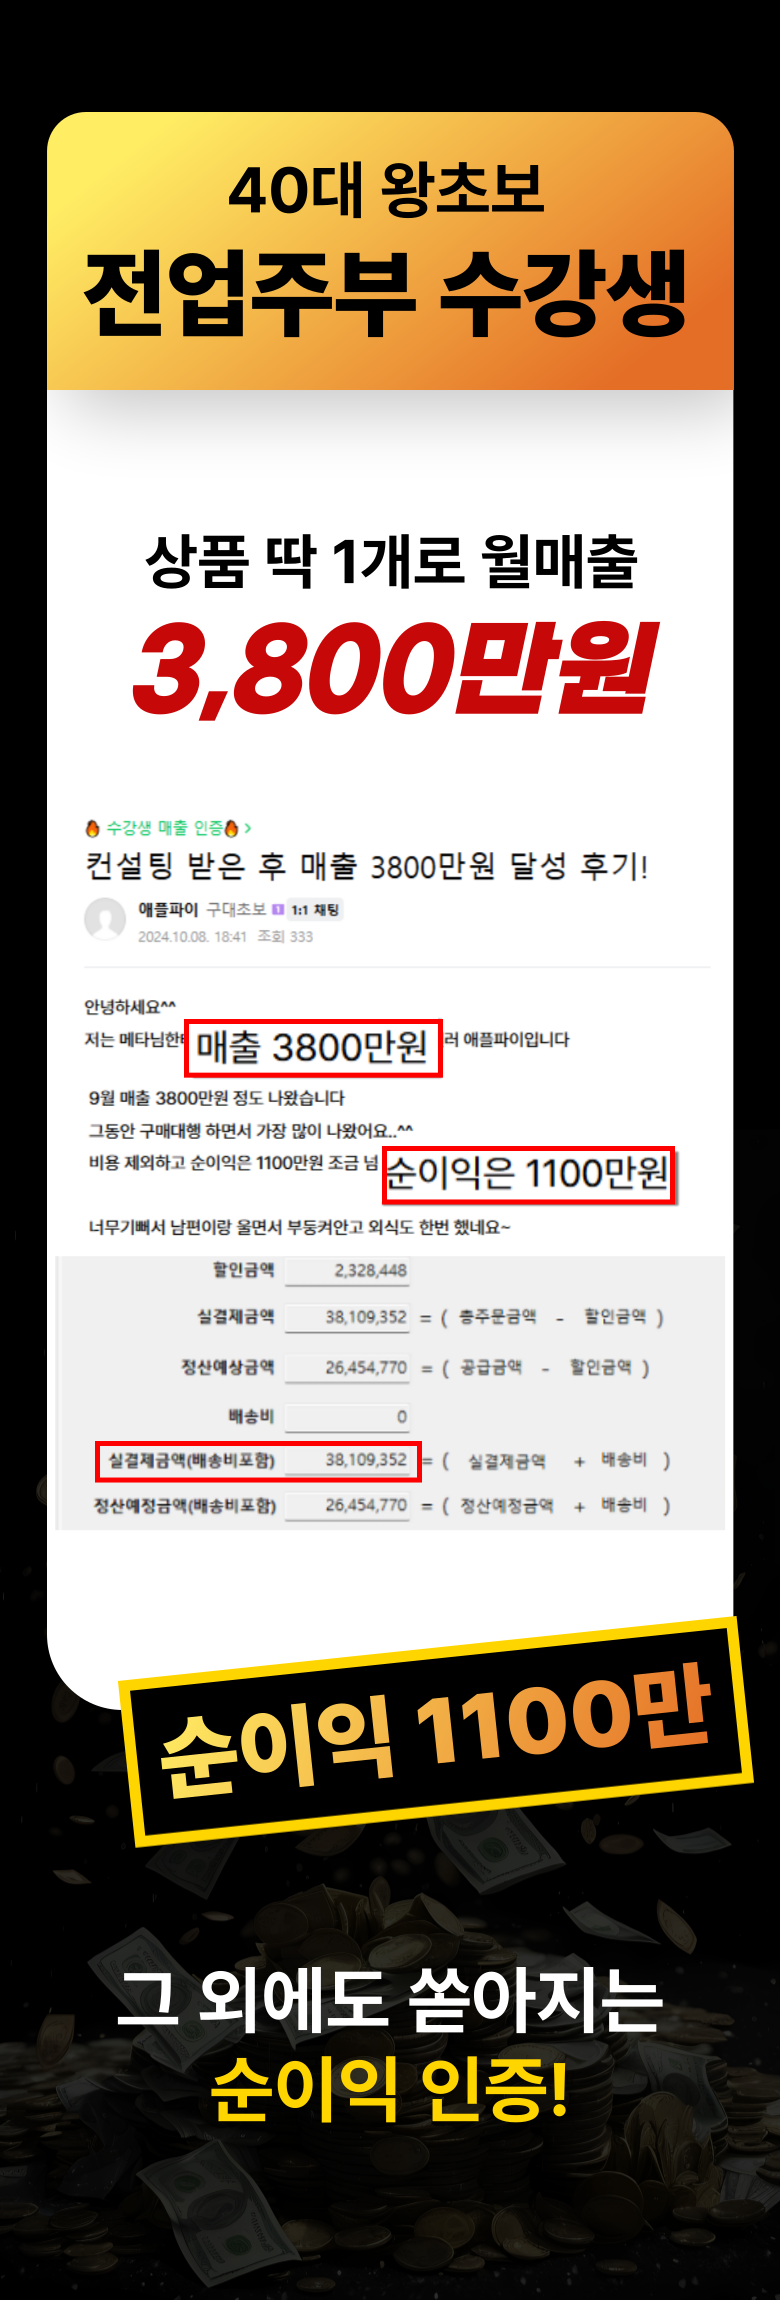 40대 왕초보
전업주부 수강생
상품 딱 1개로 월매출
3,800만원
🔥 수강생 매출 인증🔥 >
컨설팅 받은 후 매출 3800만원 달성 후기!
애플파이 구대초보 1 1:1 채팅
2024.10.08. 18:41 조회 333
안녕하세요^^
저는 메타님한 매출 3800만원 러 애플파이입니다
9월 매출 3800만원 정도 나왔습니다
그동안 구매대행 하면서 가장 많이 나왔어요..^^
비용 제외하고 순이익은 1100만원 조금 넘 순이익은 1100만원
너무기뻐서 남편이랑 울면서 부둥켜안고 외식도 한번 했네요~
할인금액 2,328,448
실결제금액 38,109,352 = ( 총주문금액 - 할인금액 )
정산예상금액 26,454,770 = ( 공급금액 - 할인금액 )
배송비 0
실결제금액(배송비포함) 38,109,352 = ( 실결제금액 + 배송비 )
정산예정금액(배송비포함) 26,454,770 = ( 정산예정금액 + 배송비 )
순이익 1100만
그 외에도 쏟아지는
순이익 인증!